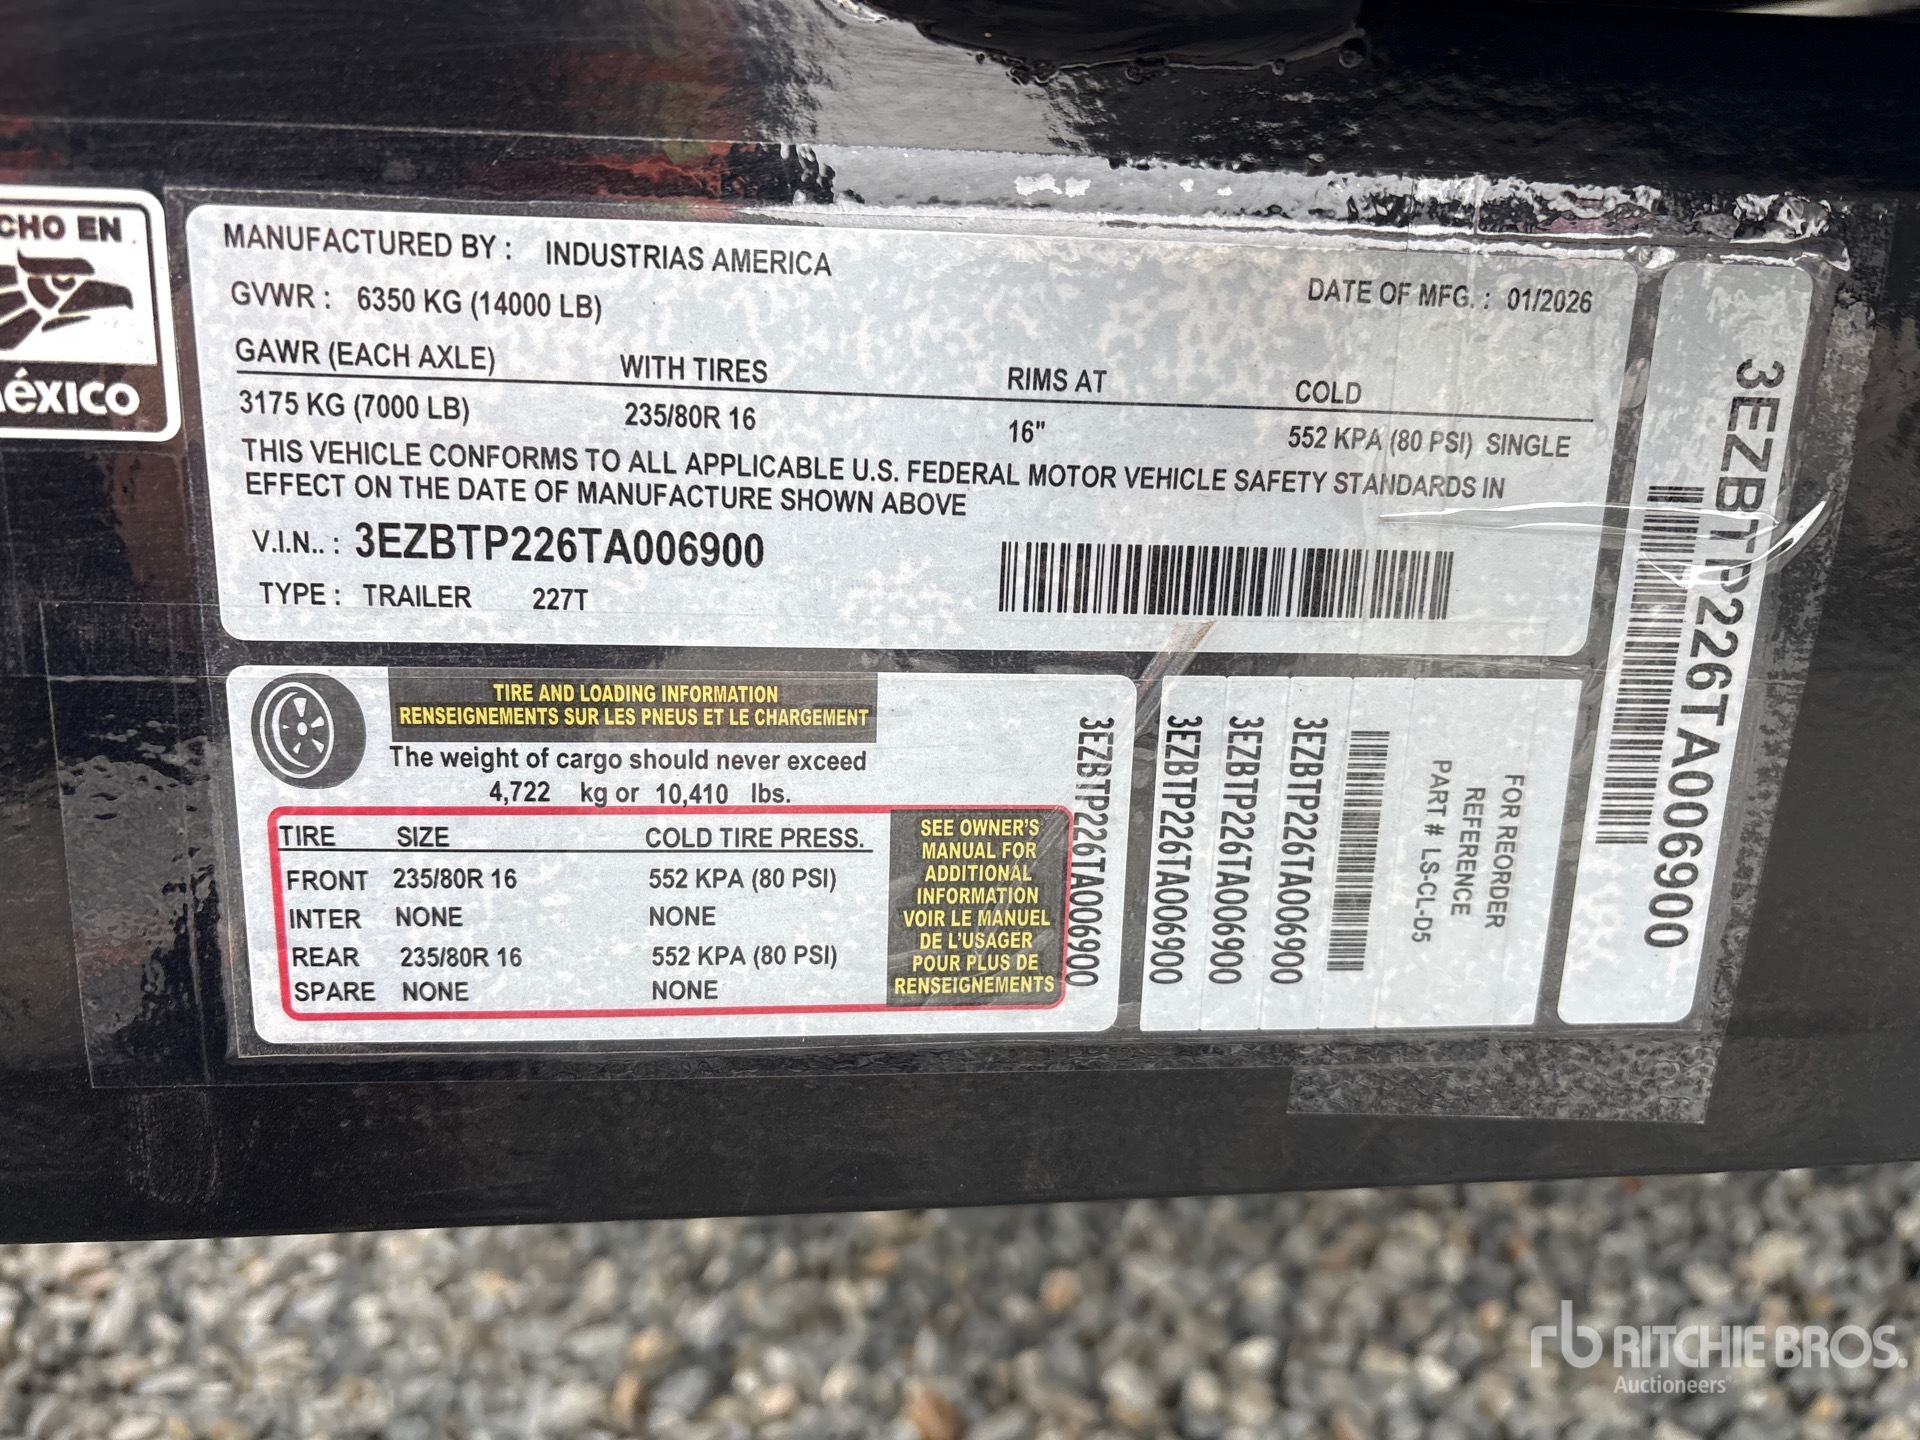 CHO EN
éxico
MANUFACTURED BY : INDUSTRIAS AMERICA
GVWR : 6350 KG (14000 LB)
DATE OF MFG. : 01/2026
GAWR (EACH AXLE) WITH TIRES RIMS AT COLD
3175 KG (7000 LB) 235/80R 16 16" 552 KPA (80 PSI) SINGLE
THIS VEHICLE CONFORMS TO ALL APPLICABLE U.S. FEDERAL MOTOR VEHICLE SAFETY STANDARDS IN
EFFECT ON THE DATE OF MANUFACTURE SHOWN ABOVE
V.I.N.. : 3EZBTP226TA006900
TYPE : TRAILER 227T
TIRE AND LOADING INFORMATION
RENSEIGNEMENTS SUR LES PNEUS ET LE CHARGEMENT
The weight of cargo should never exceed
4,722 kg or 10,410 lbs.
TIRE SIZE COLD TIRE PRESS.
FRONT 235/80R 16 552 KPA (80 PSI)
INTER NONE NONE
REAR 235/80R 16 552 KPA (80 PSI)
SPARE NONE NONE
SEE OWNER'S
MANUAL FOR
ADDITIONAL
INFORMATION
VOIR LE MANUEL
DE L'USAGER
POUR PLUS DE
RENSEIGNEMENTS
3EZBTP226TA006900
3EZBTP226TA006900
3EZBTP226TA006900
3EZBTP226TA006900
FOR REORDER
REFERENCE
PART # LS-CL-D5
3EZBTP226TA006900
rb RITCHIE BROS.
Auctioneers